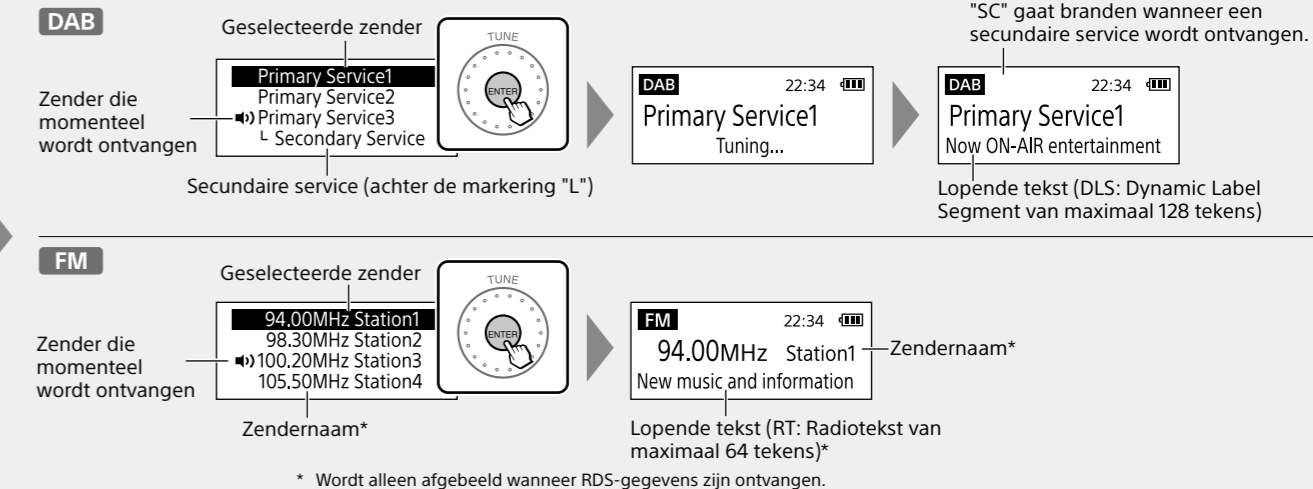 DAB
Geselecteerde zender
Zender die
momenteel
wordt ontvangen
Primary Service1
Primary Service2
Primary Service3
└ Secondary Service
TUNE
ENTER
Secundaire service (achter de markering "L")
DAB 22:34
Primary Service1
Tuning...
"SC" gaat branden wanneer een
secundaire service wordt ontvangen.
DAB 22:34
Primary Service1
Now ON-AIR entertainment
Lopende tekst (DLS: Dynamic Label
Segment van maximaal 128 tekens)
FM
Geselecteerde zender
Zender die
momenteel
wordt ontvangen
94.00MHz Station1
98.30MHz Station2
100.20MHz Station3
105.50MHz Station4
TUNE
ENTER
Zendernaam*
FM 22:34
94.00MHz Station1
New music and information
Zendernaam*
Lopende tekst (RT: Radiotekst van
maximaal 64 tekens)*
* Wordt alleen afgebeeld wanneer RDS-gegevens zijn ontvangen.